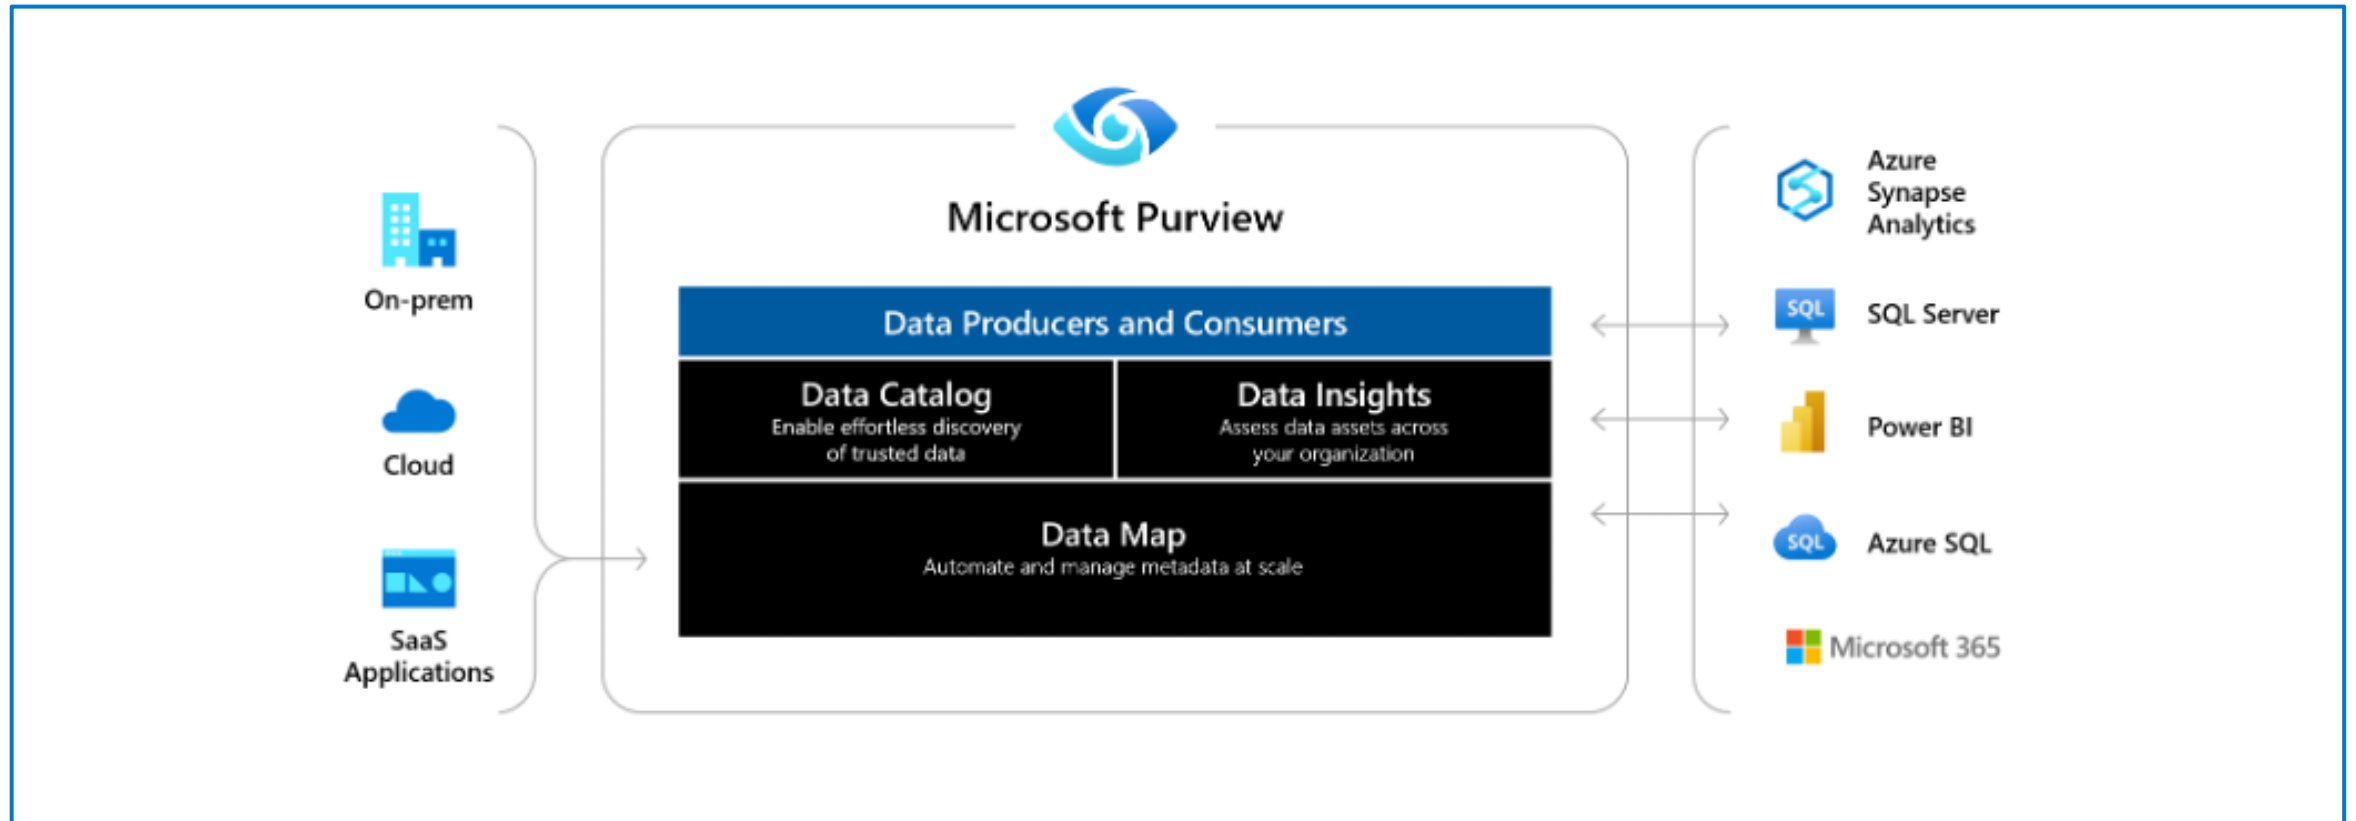 On-prem
Cloud
SaaS
Applications
Microsoft Purview
Data Producers and Consumers
Data Catalog
Enable effortless discovery
of trusted data
Data Insights
Assess data assets across
your organization
Data Map
Automate and manage metadata at scale
Azure
Synapse
Analytics
SQL
SQL Server
Power BI
SQL
Azure SQL
Microsoft 365